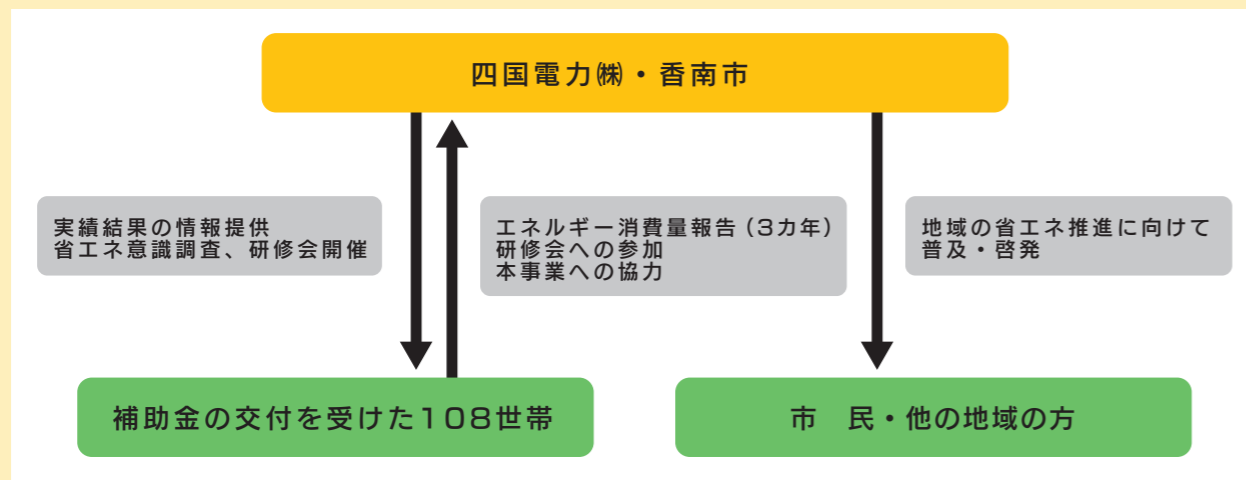 四国電力㈱・香南市
実績結果の情報提供
省エネ意識調査、研修会開催
エネルギー消費量報告(3カ年)
研修会への参加
本事業への協力
地域の省エネ推進に向けて
普及・啓発
補助金の交付を受けた108世帯
市　民・他の地域の方